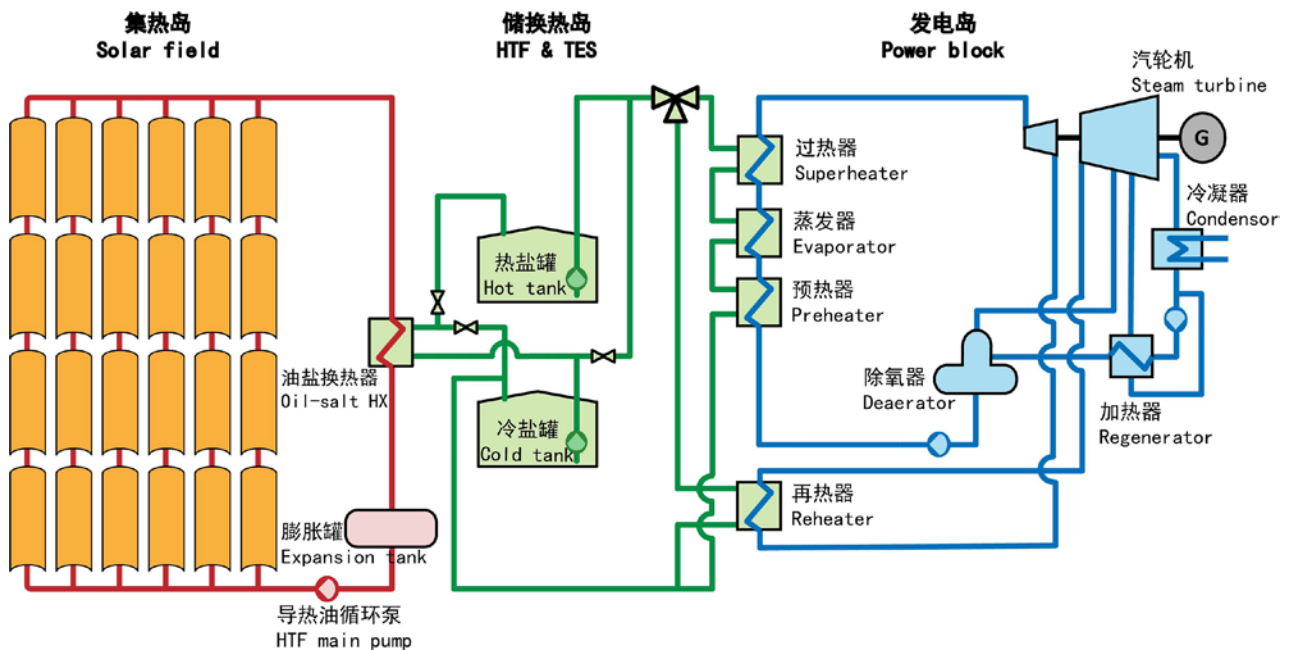 集热岛
Solar field
储换热岛
HTF & TES
发电岛
Power block
汽轮机
Steam turbine
G
过热器
Superheater
冷凝器
Condensor
蒸发器
Evaporator
热盐罐
Hot tank
预热器
Preheater
油盐换热器
Oil-salt HX
除氧器
Deaerator
加热器
Regenerator
冷盐罐
Cold tank
再热器
Reheater
膨胀罐
Expansion tank
导热油循环泵
HTF main pump